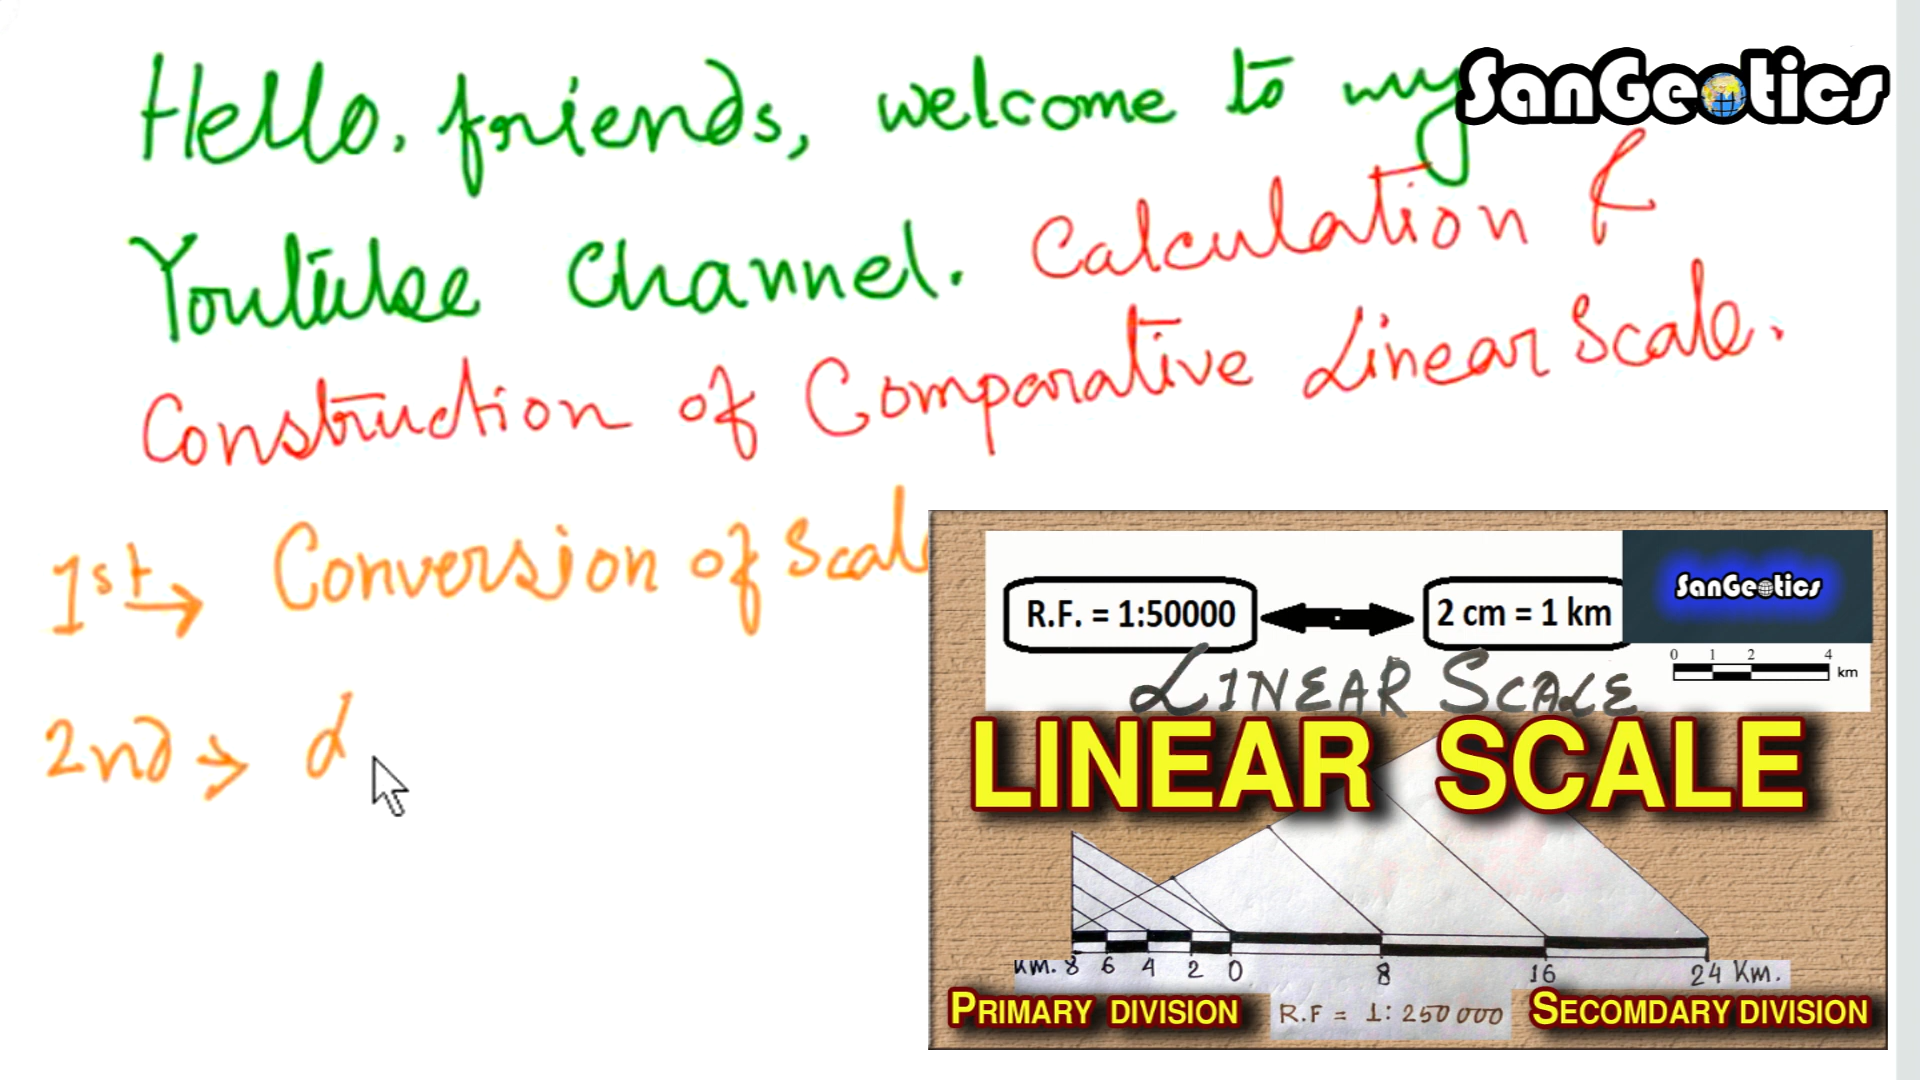 Hello, friends, welcome to my
SanGeotics
Youtube Channel. Calculation &
Construction of Comparative Linear Scale.
1st → Conversion of Scale
2nd →
R.F. = 1:50000
2 cm = 1 km
SanGeotics
0 1 2 4 km
LINEAR SCALE
LINEAR SCALE
Km. 8 6 4 2 0 8 16 24 Km.
PRIMARY DIVISION
R.F = 1: 250000
SECOMDARY DIVISION